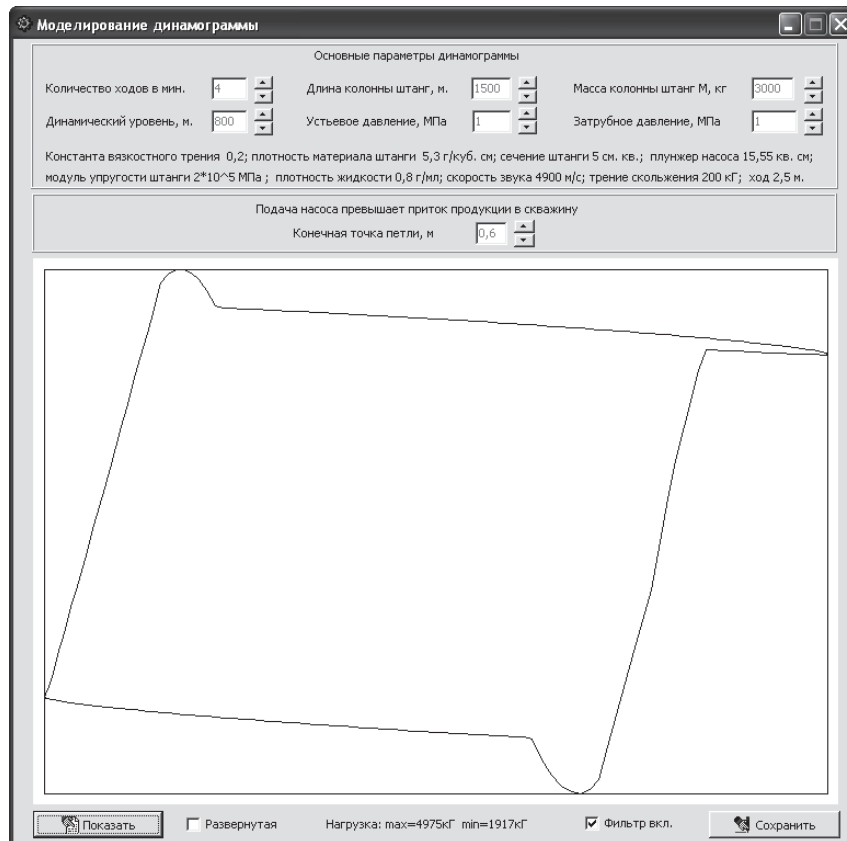 Моделирование динамограммы
Основные параметры динамограммы
Количество ходов в мин. 4 Длина колонны штанг, м. 1500 Масса колонны штанг М, кг 3000
Динамический уровень, м. 800 Устьевое давление, МПа 1 Затрубное давление, МПа 1
Константа вязкостного трения 0,2; плотность материала штанги 5,3 г/куб. см; сечение штанги 5 см. кв.; плунжер насоса 15,55 кв. см;
модуль упругости штанги 2*10^5 МПа ; плотность жидкости 0,8 г/мл; скорость звука 4900 м/с; трение скольжения 200 кГ; ход 2,5 м.
Подача насоса превышает приток продукции в скважину
Конечная точка петли, м 0,6
Показать Развернутая Нагрузка: max=4975кГ min=1917кГ Фильтр вкл. Сохранить